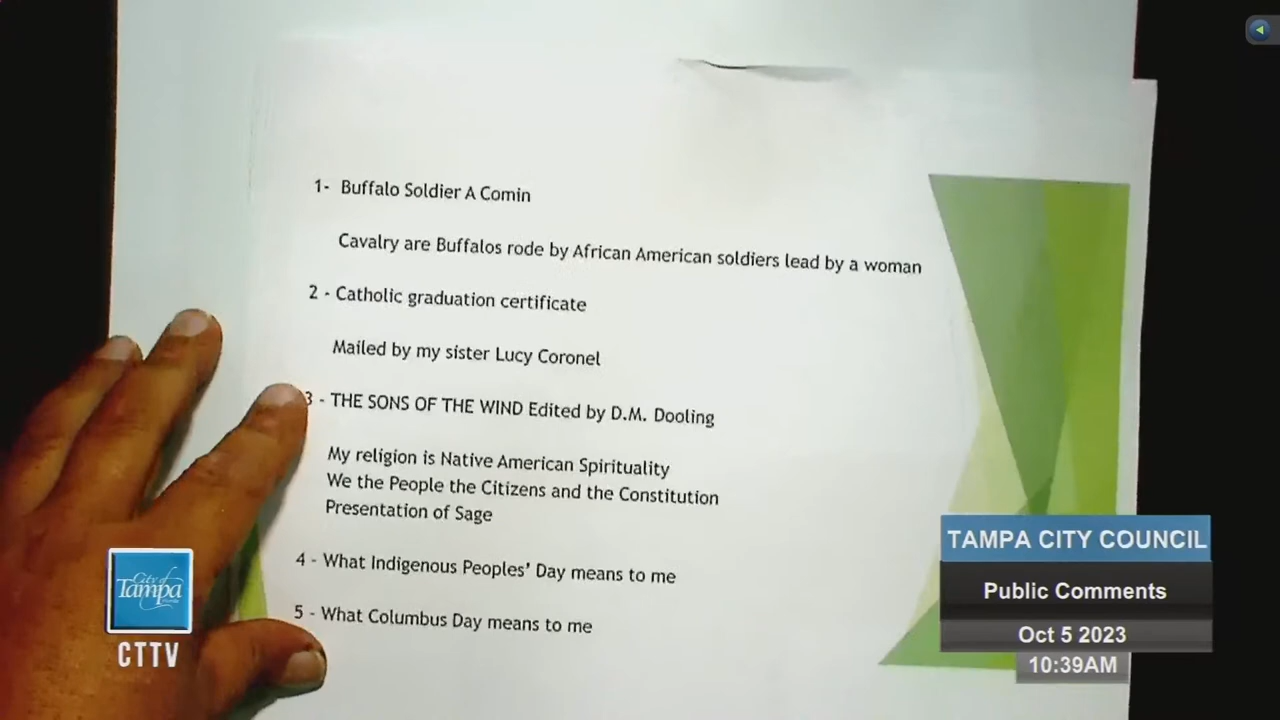 1- Buffalo Soldier A Comin
Cavalry are Buffalos rode by African American soldiers lead by a woman
2 - Catholic graduation certificate
Mailed by my sister Lucy Coronel
3 - THE SONS OF THE WIND Edited by D.M. Dooling
My religion is Native American Spirituality
We the People the Citizens and the Constitution
Presentation of Sage
4 - What Indigenous Peoples' Day means to me
5 - What Columbus Day means to me
City of
Tampa
CTTV
TAMPA CITY COUNCIL
Public Comments
Oct 5 2023
10:39AM